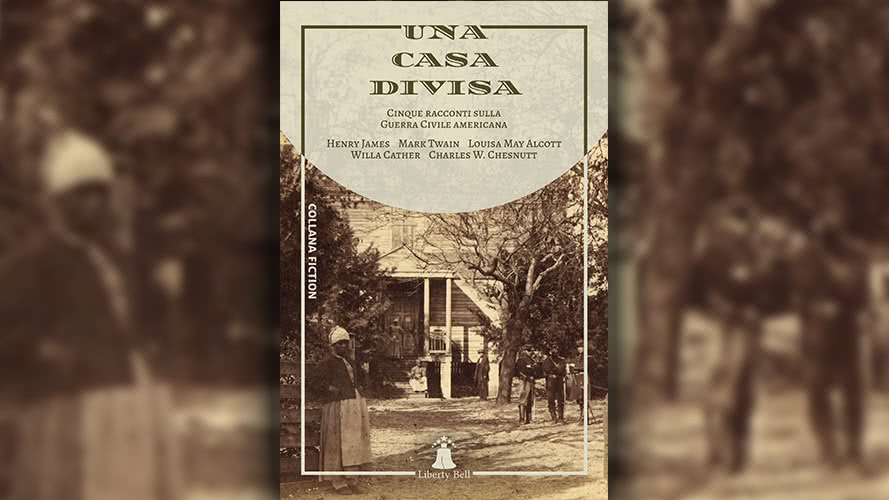 UNA
CASA
DIVISA
Cinque racconti sulla
Guerra Civile americana
Henry James Mark Twain Louisa May Alcott
Willa Cather Charles W. Chesnutt
COLLANA FICTION
Liberty Bell